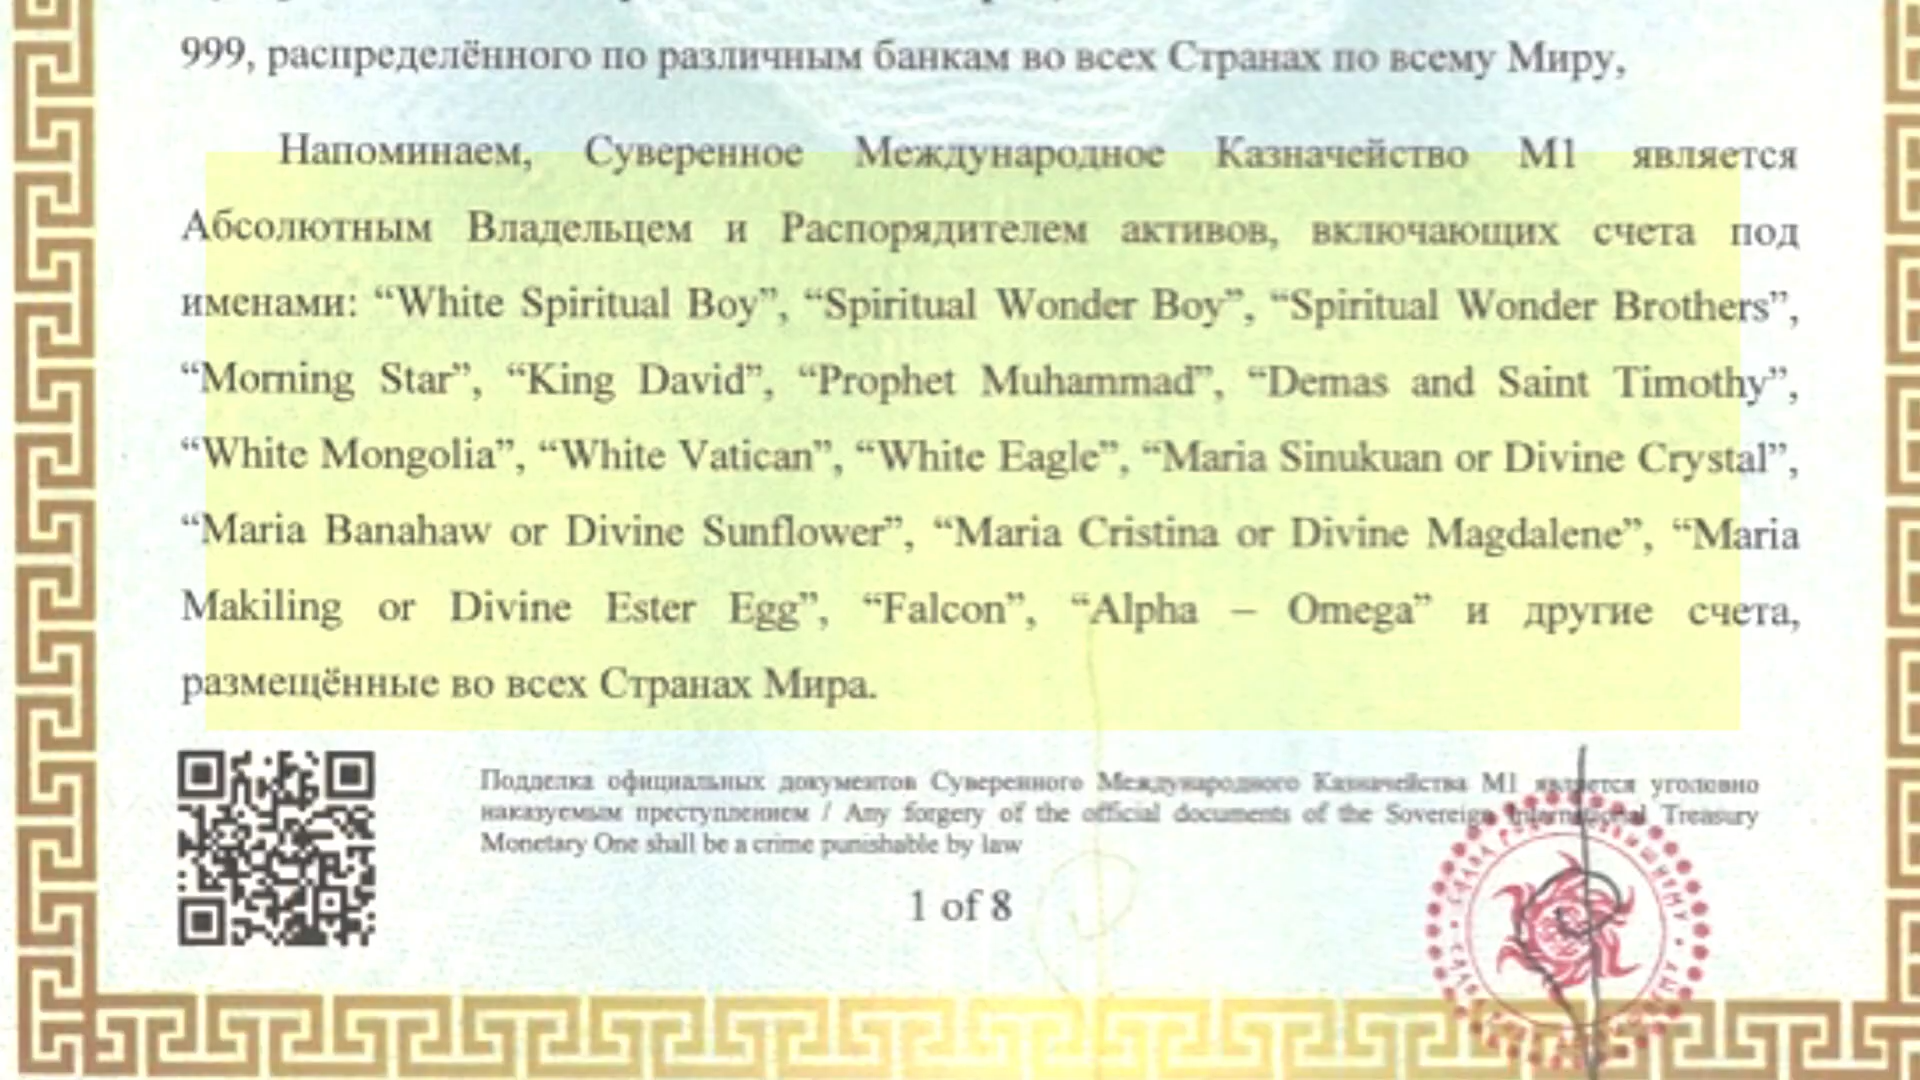 999, распределённого по различным банкам во всех Странах по всему Миру,
Напоминаем, Суверенное Международное Казначейство М1 является
Абсолютным Владельцем и Распорядителем активов, включающих счета под
именами: “White Spiritual Boy”, “Spiritual Wonder Boy”, “Spiritual Wonder Brothers”,
“Morning Star”, “King David”, “Prophet Muhammad”, “Demas and Saint Timothy”,
“White Mongolia”, “White Vatican”, “White Eagle”, “Maria Sinukuan or Divine Crystal”,
“Maria Banahaw or Divine Sunflower”, “Maria Cristina or Divine Magdalene”, “Maria
Makiling or Divine Ester Egg”, “Falcon”, “Alpha – Omega” и другие счета,
размещённые во всех Странах Мира.
Подделка официальных документов Суверенного Международного Казначейства М1 является уголовно
наказуемым преступлением / Any forgery of the official documents of the Sovereign International Treasury
Monetary One shall be a crime punishable by law
1 of 8